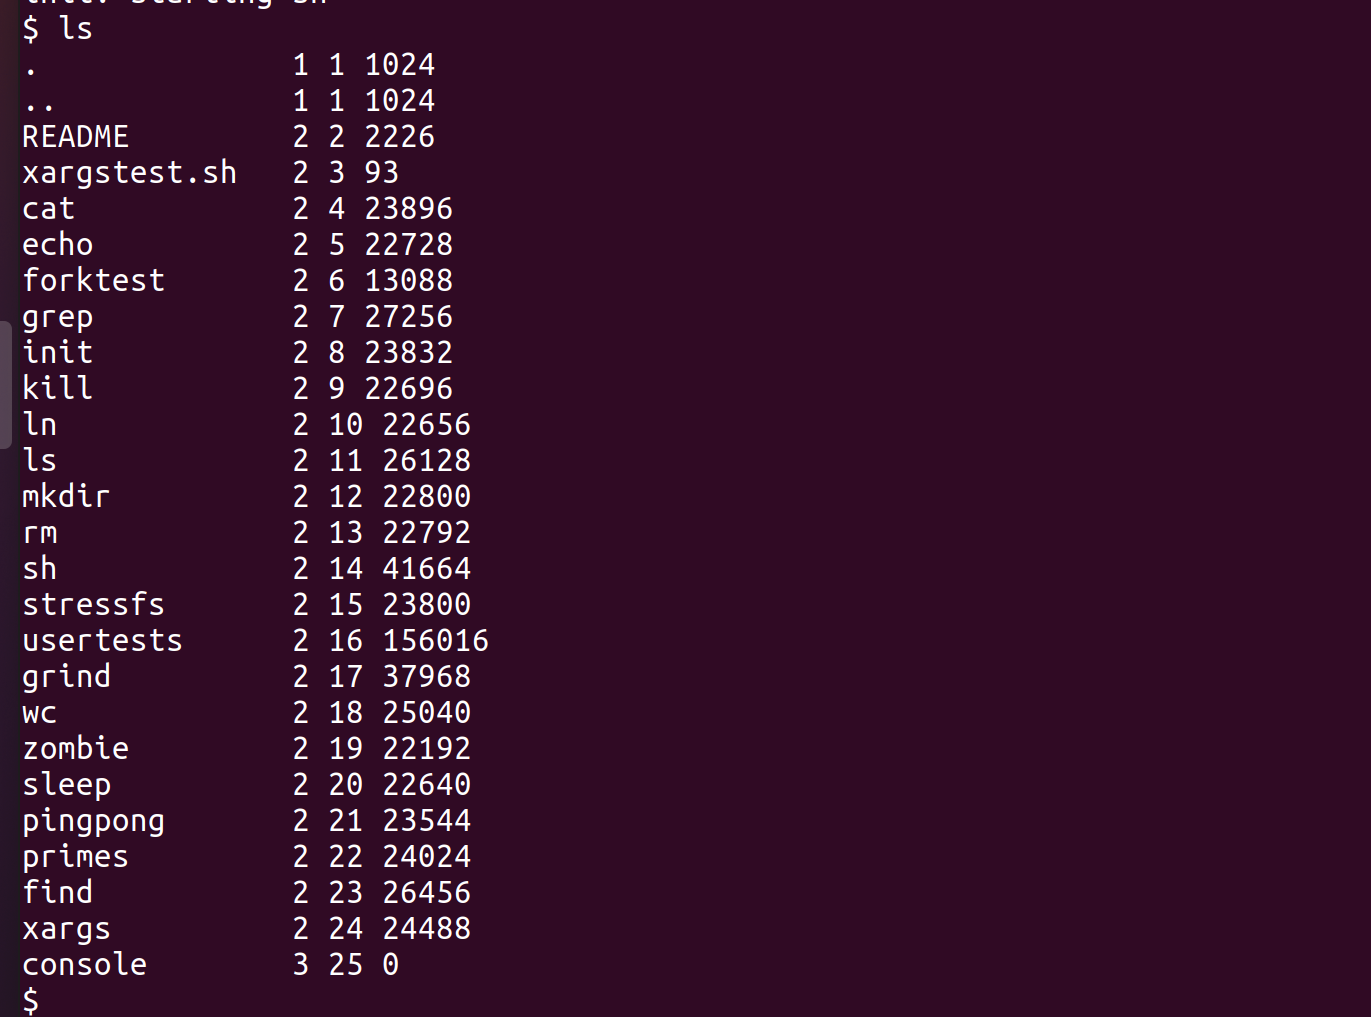 init: starting sh
$ ls
.              1 1 1024
..             1 1 1024
README         2 2 2226
xargstest.sh   2 3 93
cat            2 4 23896
echo           2 5 22728
forktest       2 6 13088
grep           2 7 27256
init           2 8 23832
kill           2 9 22696
ln             2 10 22656
ls             2 11 26128
mkdir          2 12 22800
rm             2 13 22792
sh             2 14 41664
stressfs       2 15 23800
usertests      2 16 156016
grind          2 17 37968
wc             2 18 25040
zombie         2 19 22192
sleep          2 20 22640
pingpong       2 21 23544
primes         2 22 24024
find           2 23 26456
xargs          2 24 24488
console        3 25 0
$